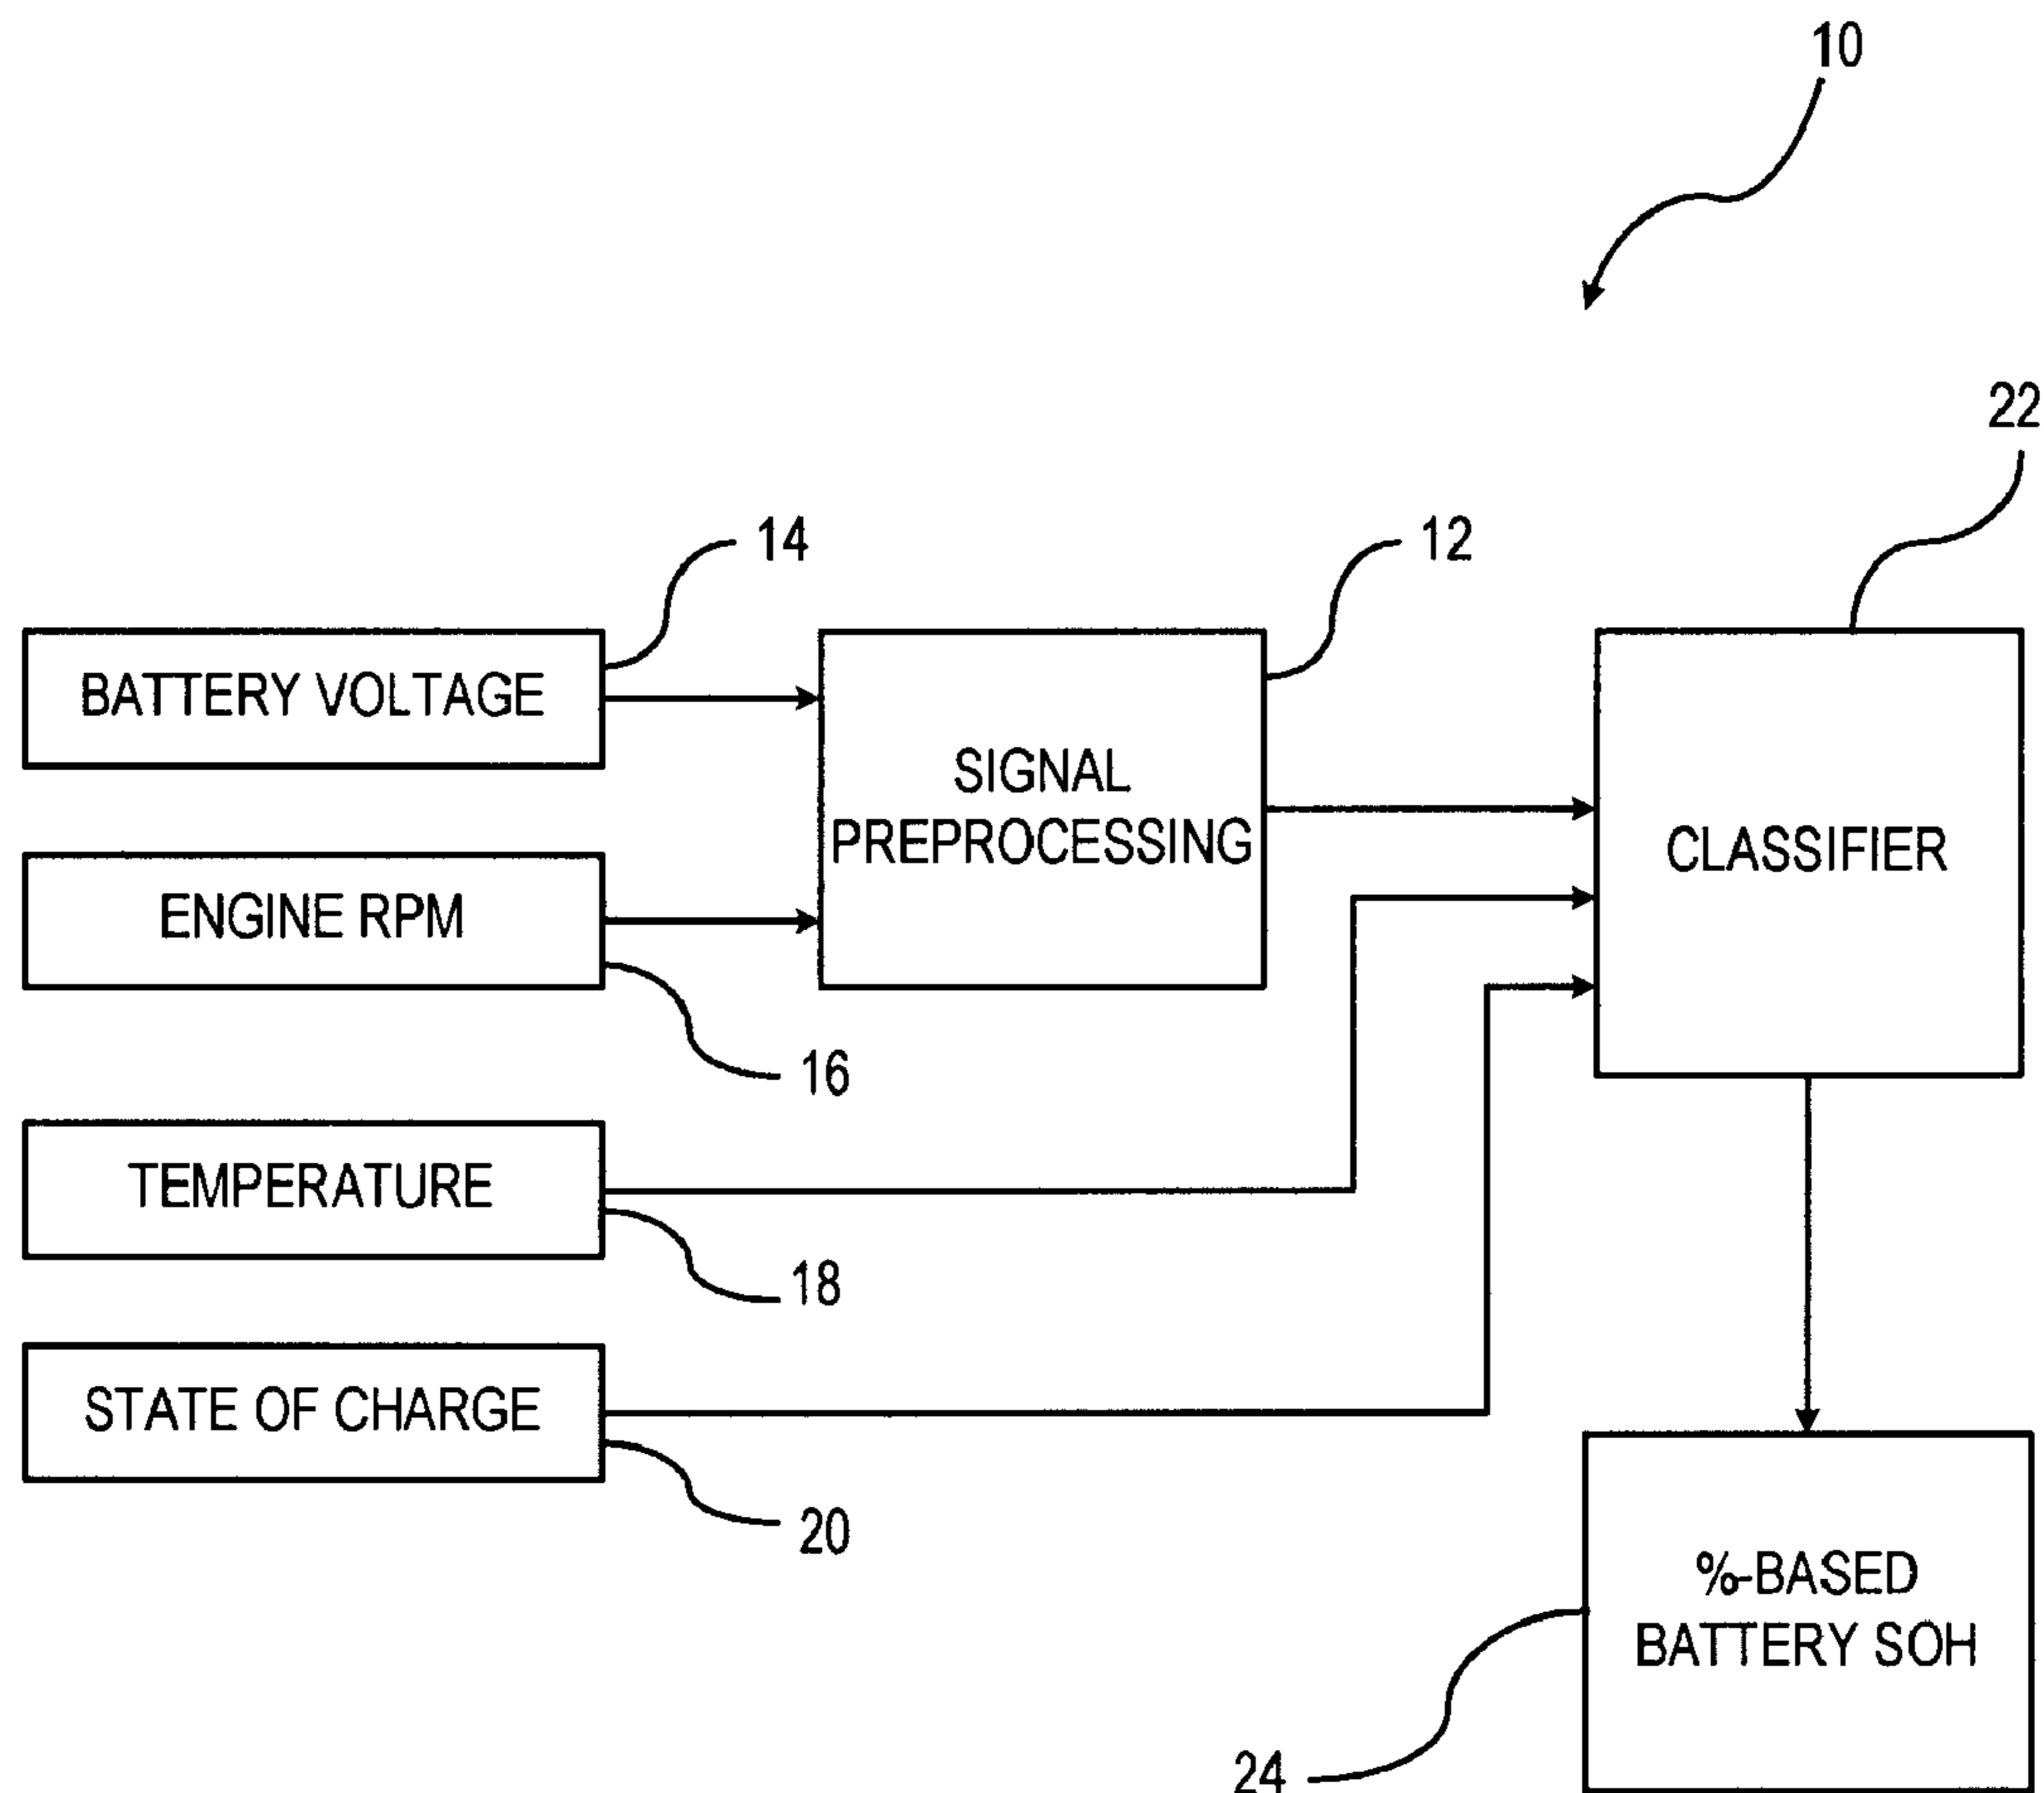 10
22
14
12
BATTERY VOLTAGE
SIGNAL
PREPROCESSING
CLASSIFIER
ENGINE RPM
16
TEMPERATURE
18
STATE OF CHARGE
20
%-BASED
BATTERY SOH
24